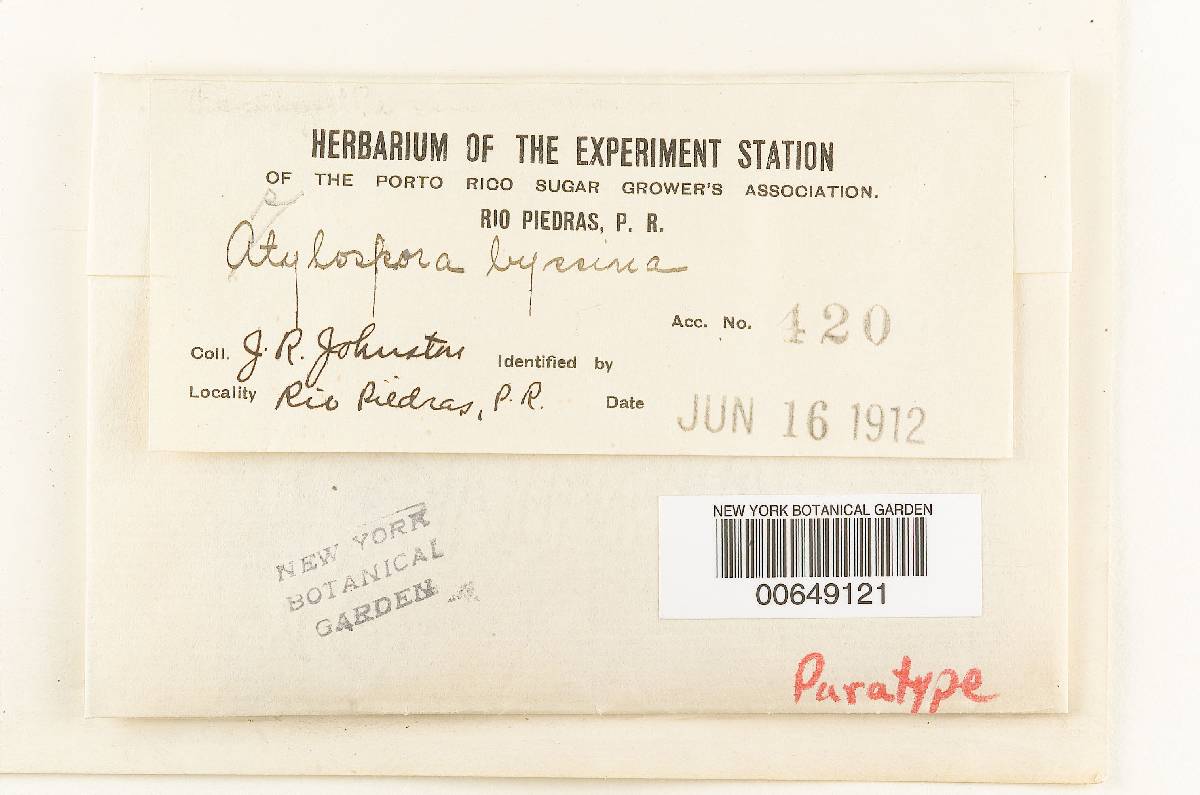 HERBARIUM OF THE EXPERIMENT STATION
OF THE PORTO RICO SUGAR GROWER'S ASSOCIATION.
RIO PIEDRAS, P. R.
Atylospora byssina
Acc. No. 420
Coll. J. R. Johnston Identified by
Locality Rio Piedras, P.R. Date JUN 16 1912
NEW YORK
BOTANICAL
GARDEN
NEW YORK BOTANICAL GARDEN
00649121
Paratype